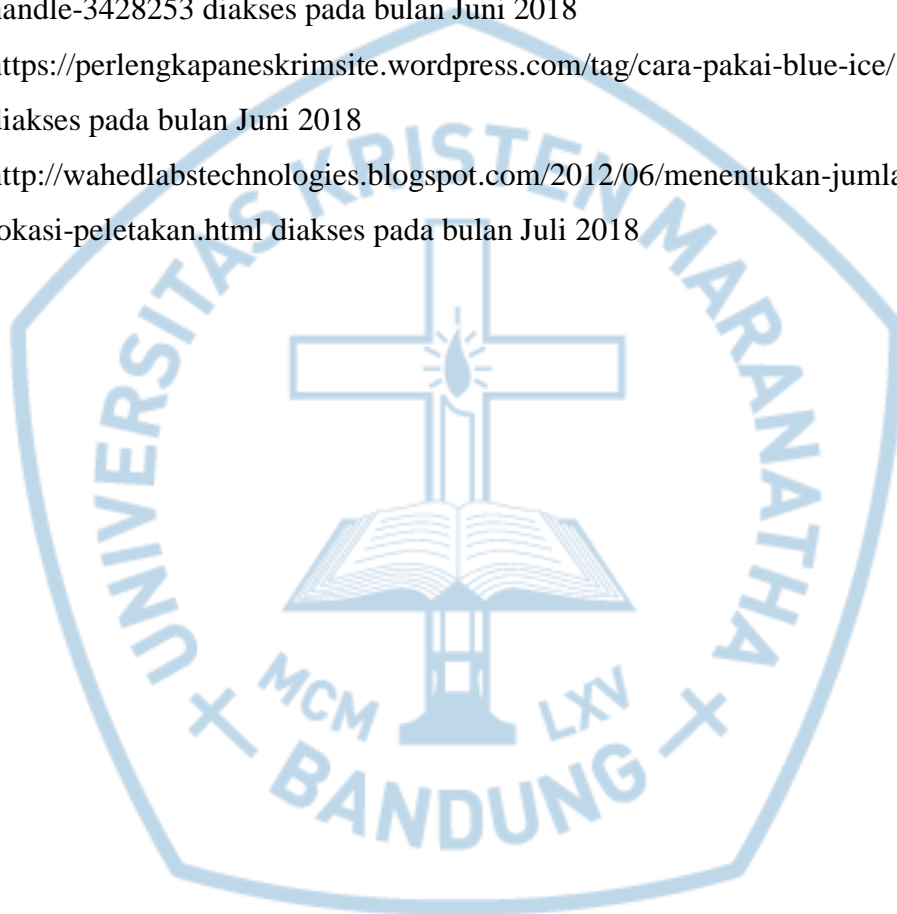 handle-3428253 diakses pada bulan Juni 2018
https://perlengkapaneskrimsite.wordpress.com/tag/cara-pakai-blue-ice/
diakses pada bulan Juni 2018
http://wahedlabstechnologies.blogspot.com/2012/06/menentukan-jumla
lokasi-peletakan.html diakses pada bulan Juli 2018
UNIVERSITAS KRISTEN MARANATHA
MCM LXV
BANDUNG